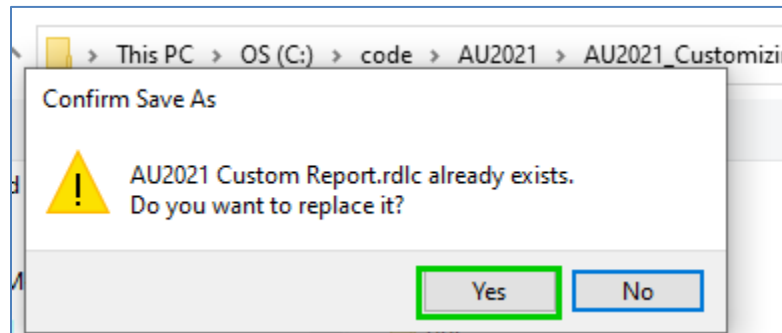 This PC > OS (C:) > code > AU2021 > AU2021_Customizi
Confirm Save As
AU2021 Custom Report.rdlc already exists.
Do you want to replace it?
Yes No